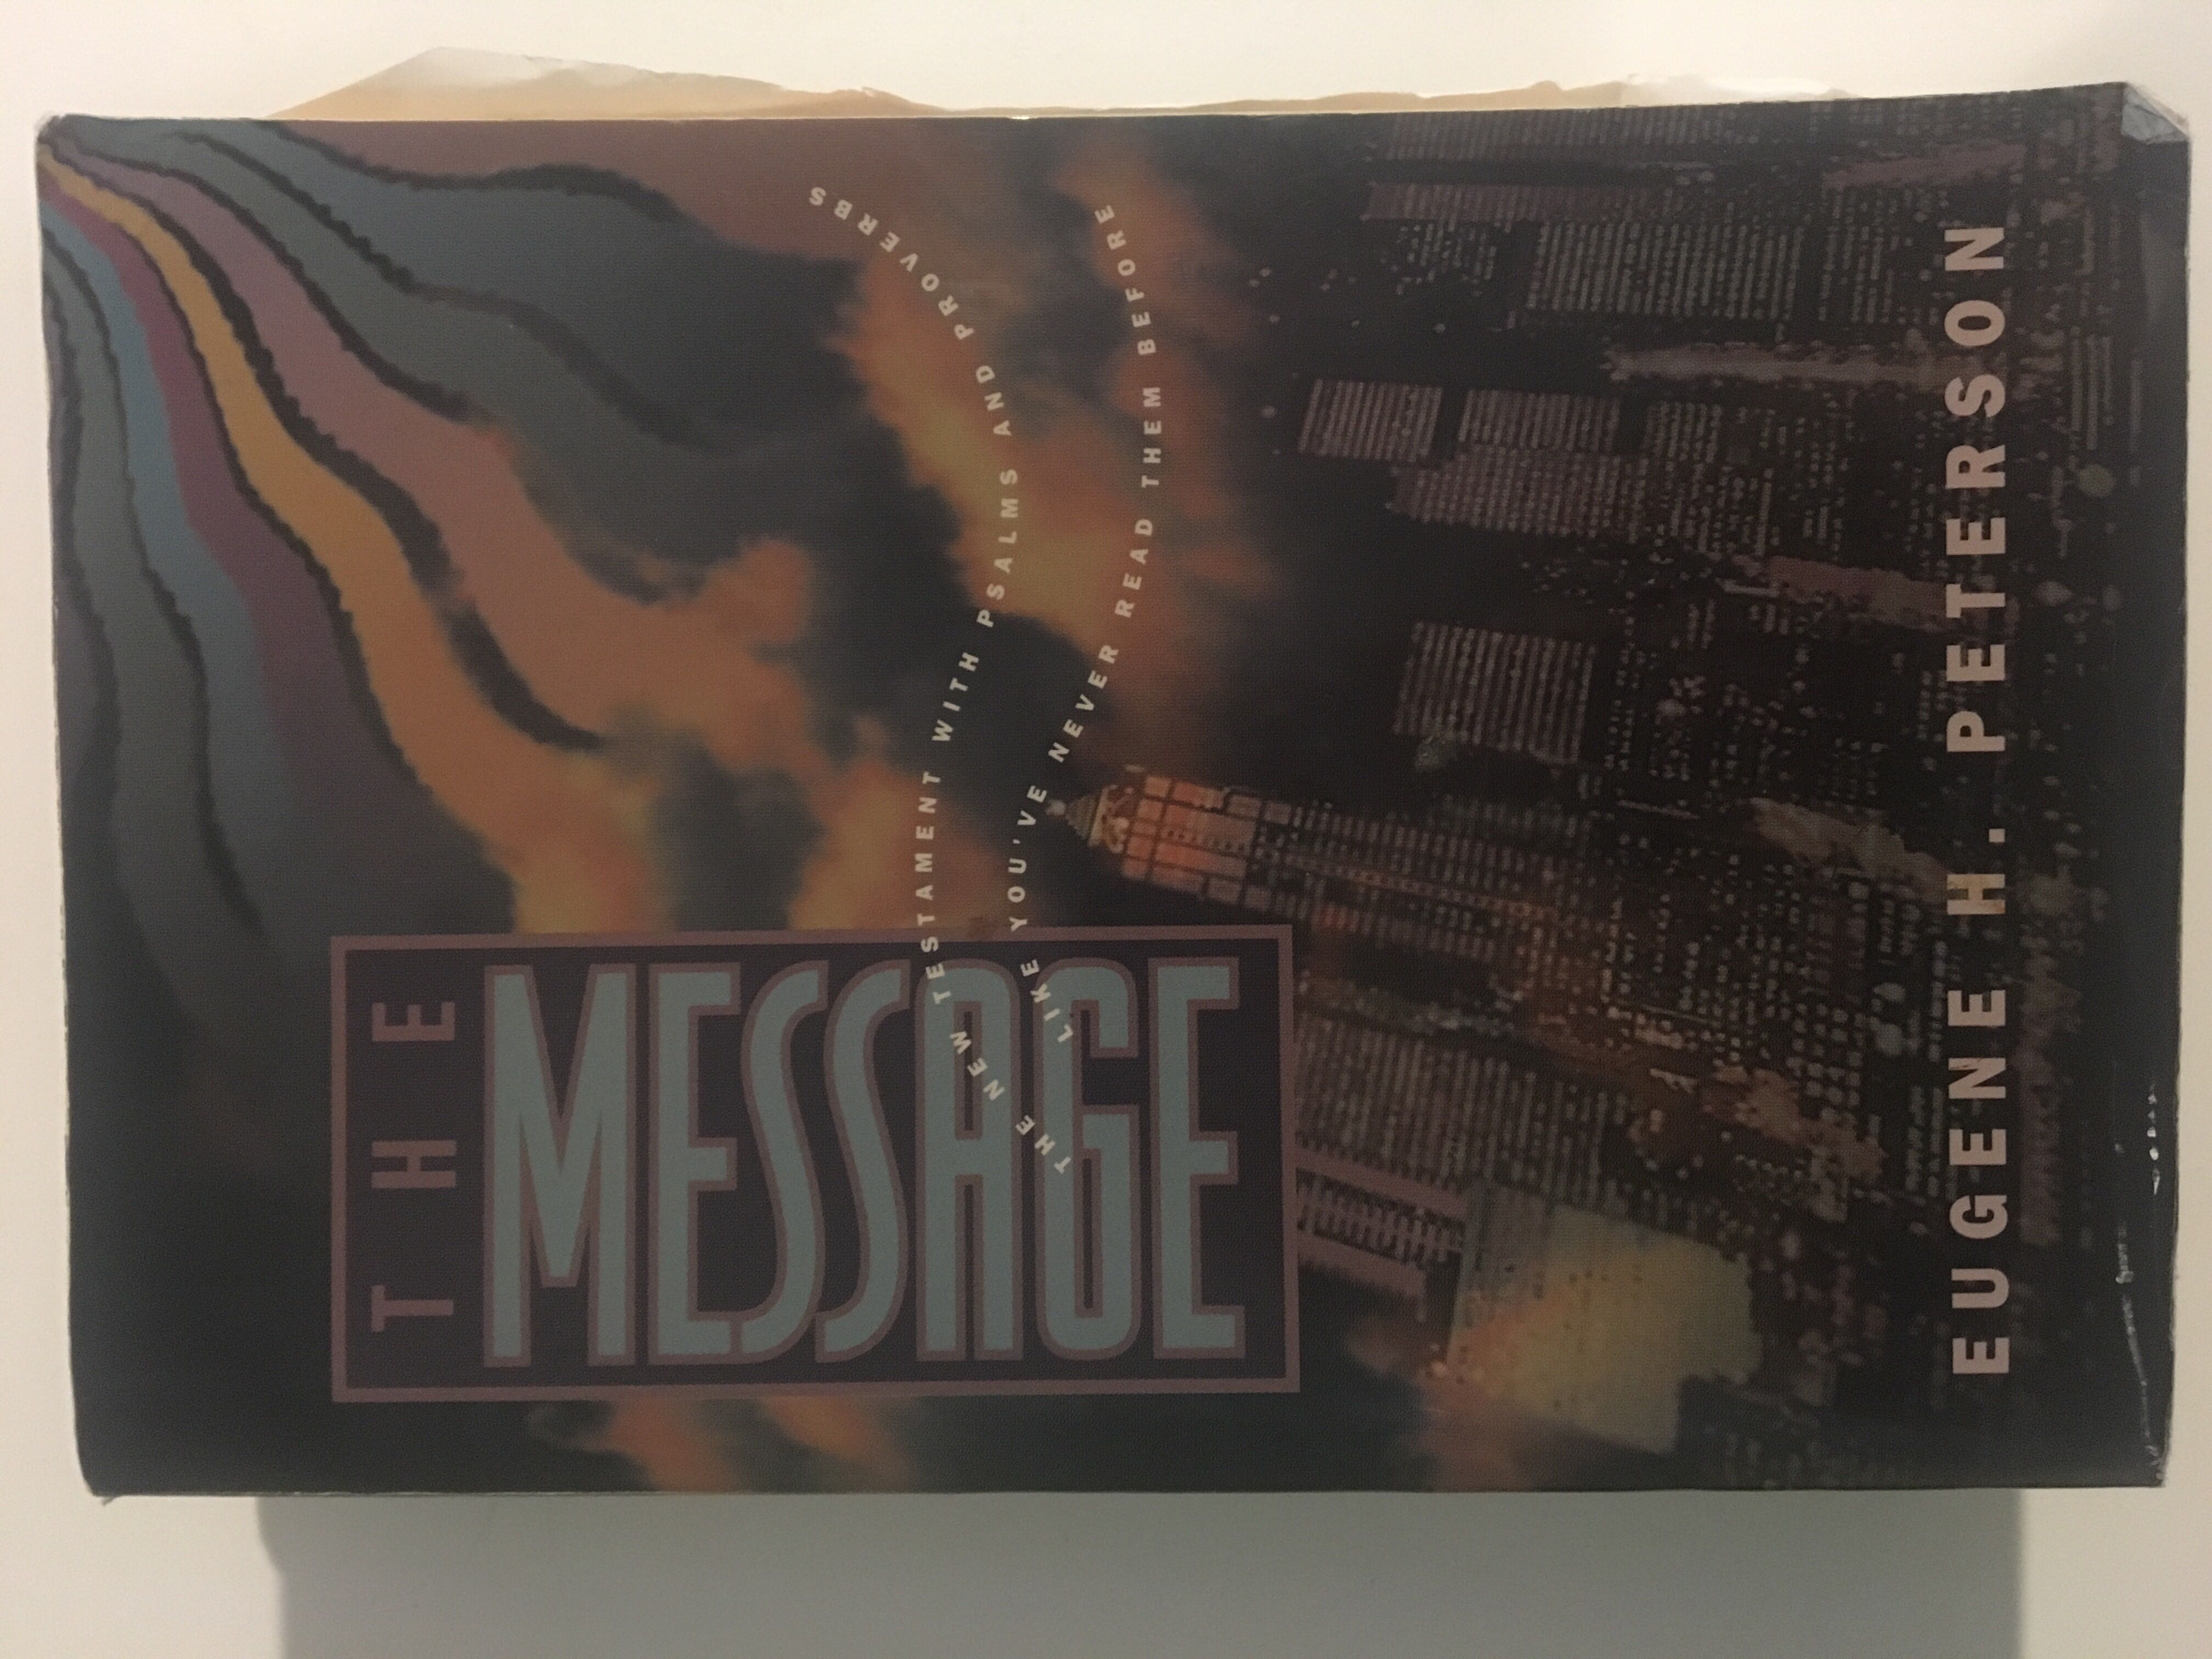 THE
MESSAGE
THE NEW TESTAMENT WITH PSALMS AND PROVERBS
LIKE YOU'VE NEVER READ THEM BEFORE
EUGENE H. PETERSON